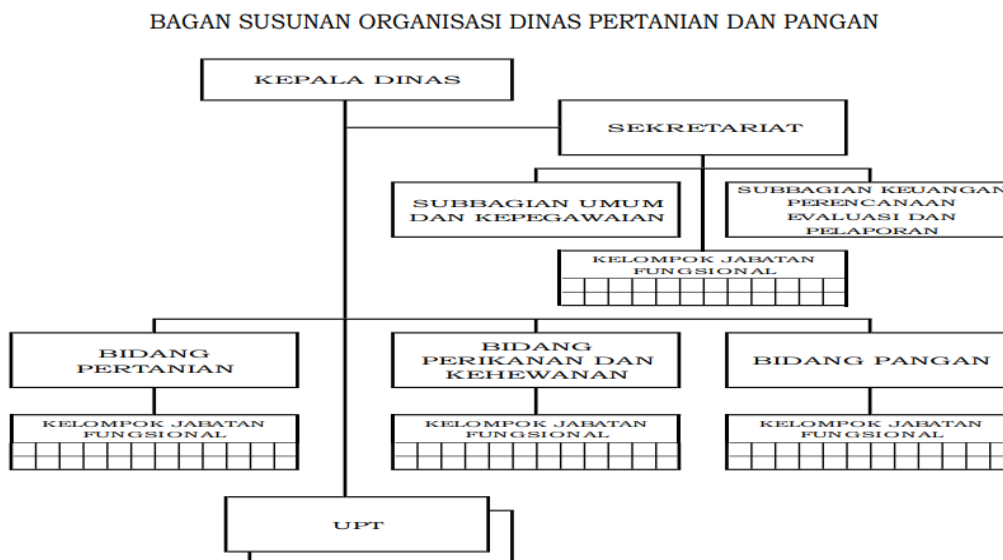 BAGAN SUSUNAN ORGANISASI DINAS PERTANIAN DAN PANGAN
KEPALA DINAS
SEKRETARIAT
SUBBAGIAN UMUM
DAN KEPEGAWAIAN
SUBBAGIAN KEUANGAN
PERENCANAAN
EVALUASI DAN
PELAPORAN
KELOMPOK JABATAN
FUNGSIONAL
BIDANG
PERTANIAN
BIDANG
PERIKANAN DAN
KEHEWANAN
BIDANG PANGAN
KELOMPOK JABATAN
FUNGSIONAL
KELOMPOK JABATAN
FUNGSIONAL
KELOMPOK JABATAN
FUNGSIONAL
UPT